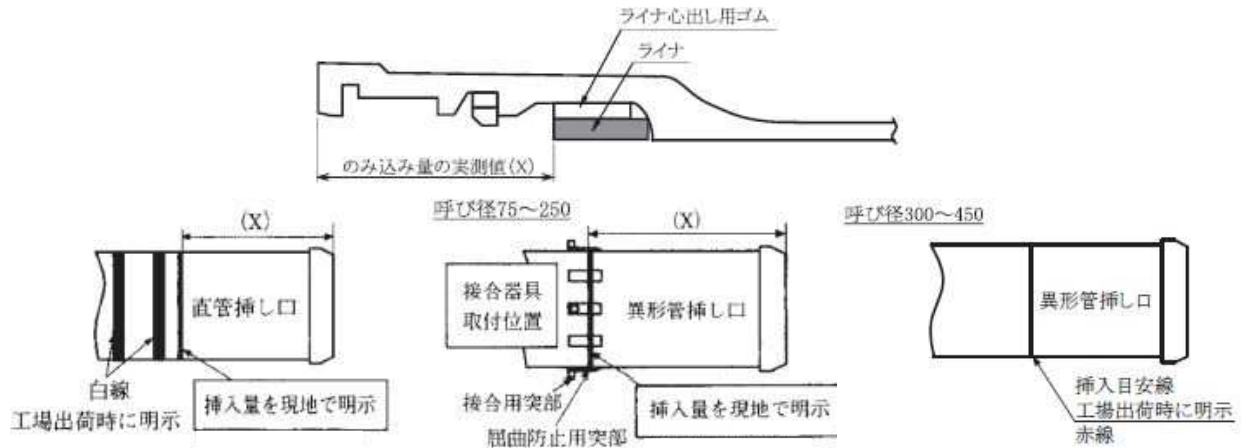 ライナ心出し用ゴム
ライナ
のみ込み量の実測値(X)
呼び径75～250
呼び径300～450
(X)
(X)
直管挿し口
接合器具
取付位置
異形管挿し口
異形管挿し口
白線
工場出荷時に明示
挿入量を現地で明示
接合用突部
屈曲防止用突部
挿入量を現地で明示
挿入目安線
工場出荷時に明示
赤線